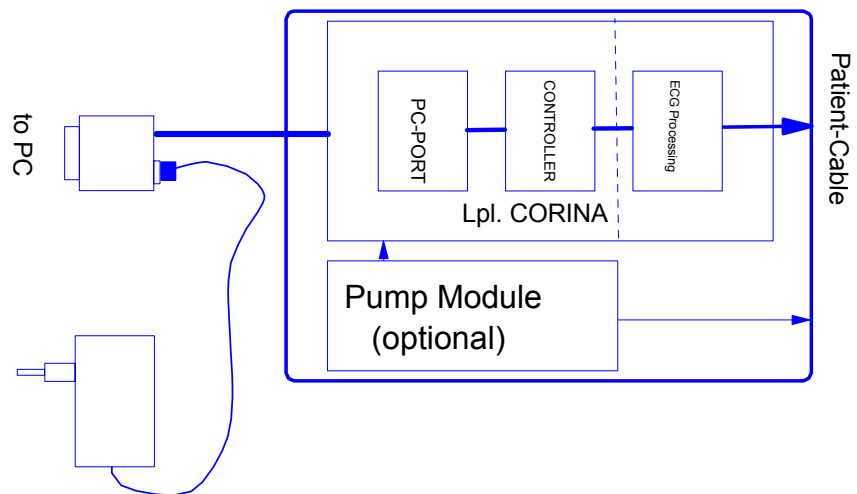 to PC
PC-PORT
CONTROLLER
ECG Processing
Patient-Cable
Lpl. CORINA
Pump Module
(optional)